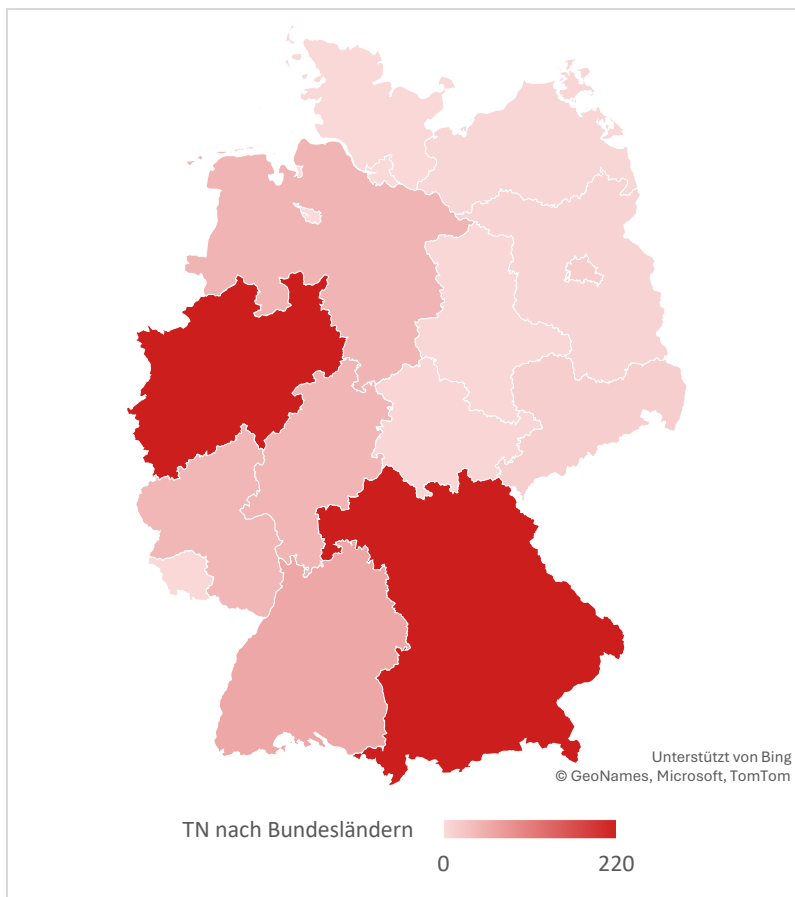 Unterstützt von Bing
© GeoNames, Microsoft, TomTom
TN nach Bundesländern
0 220